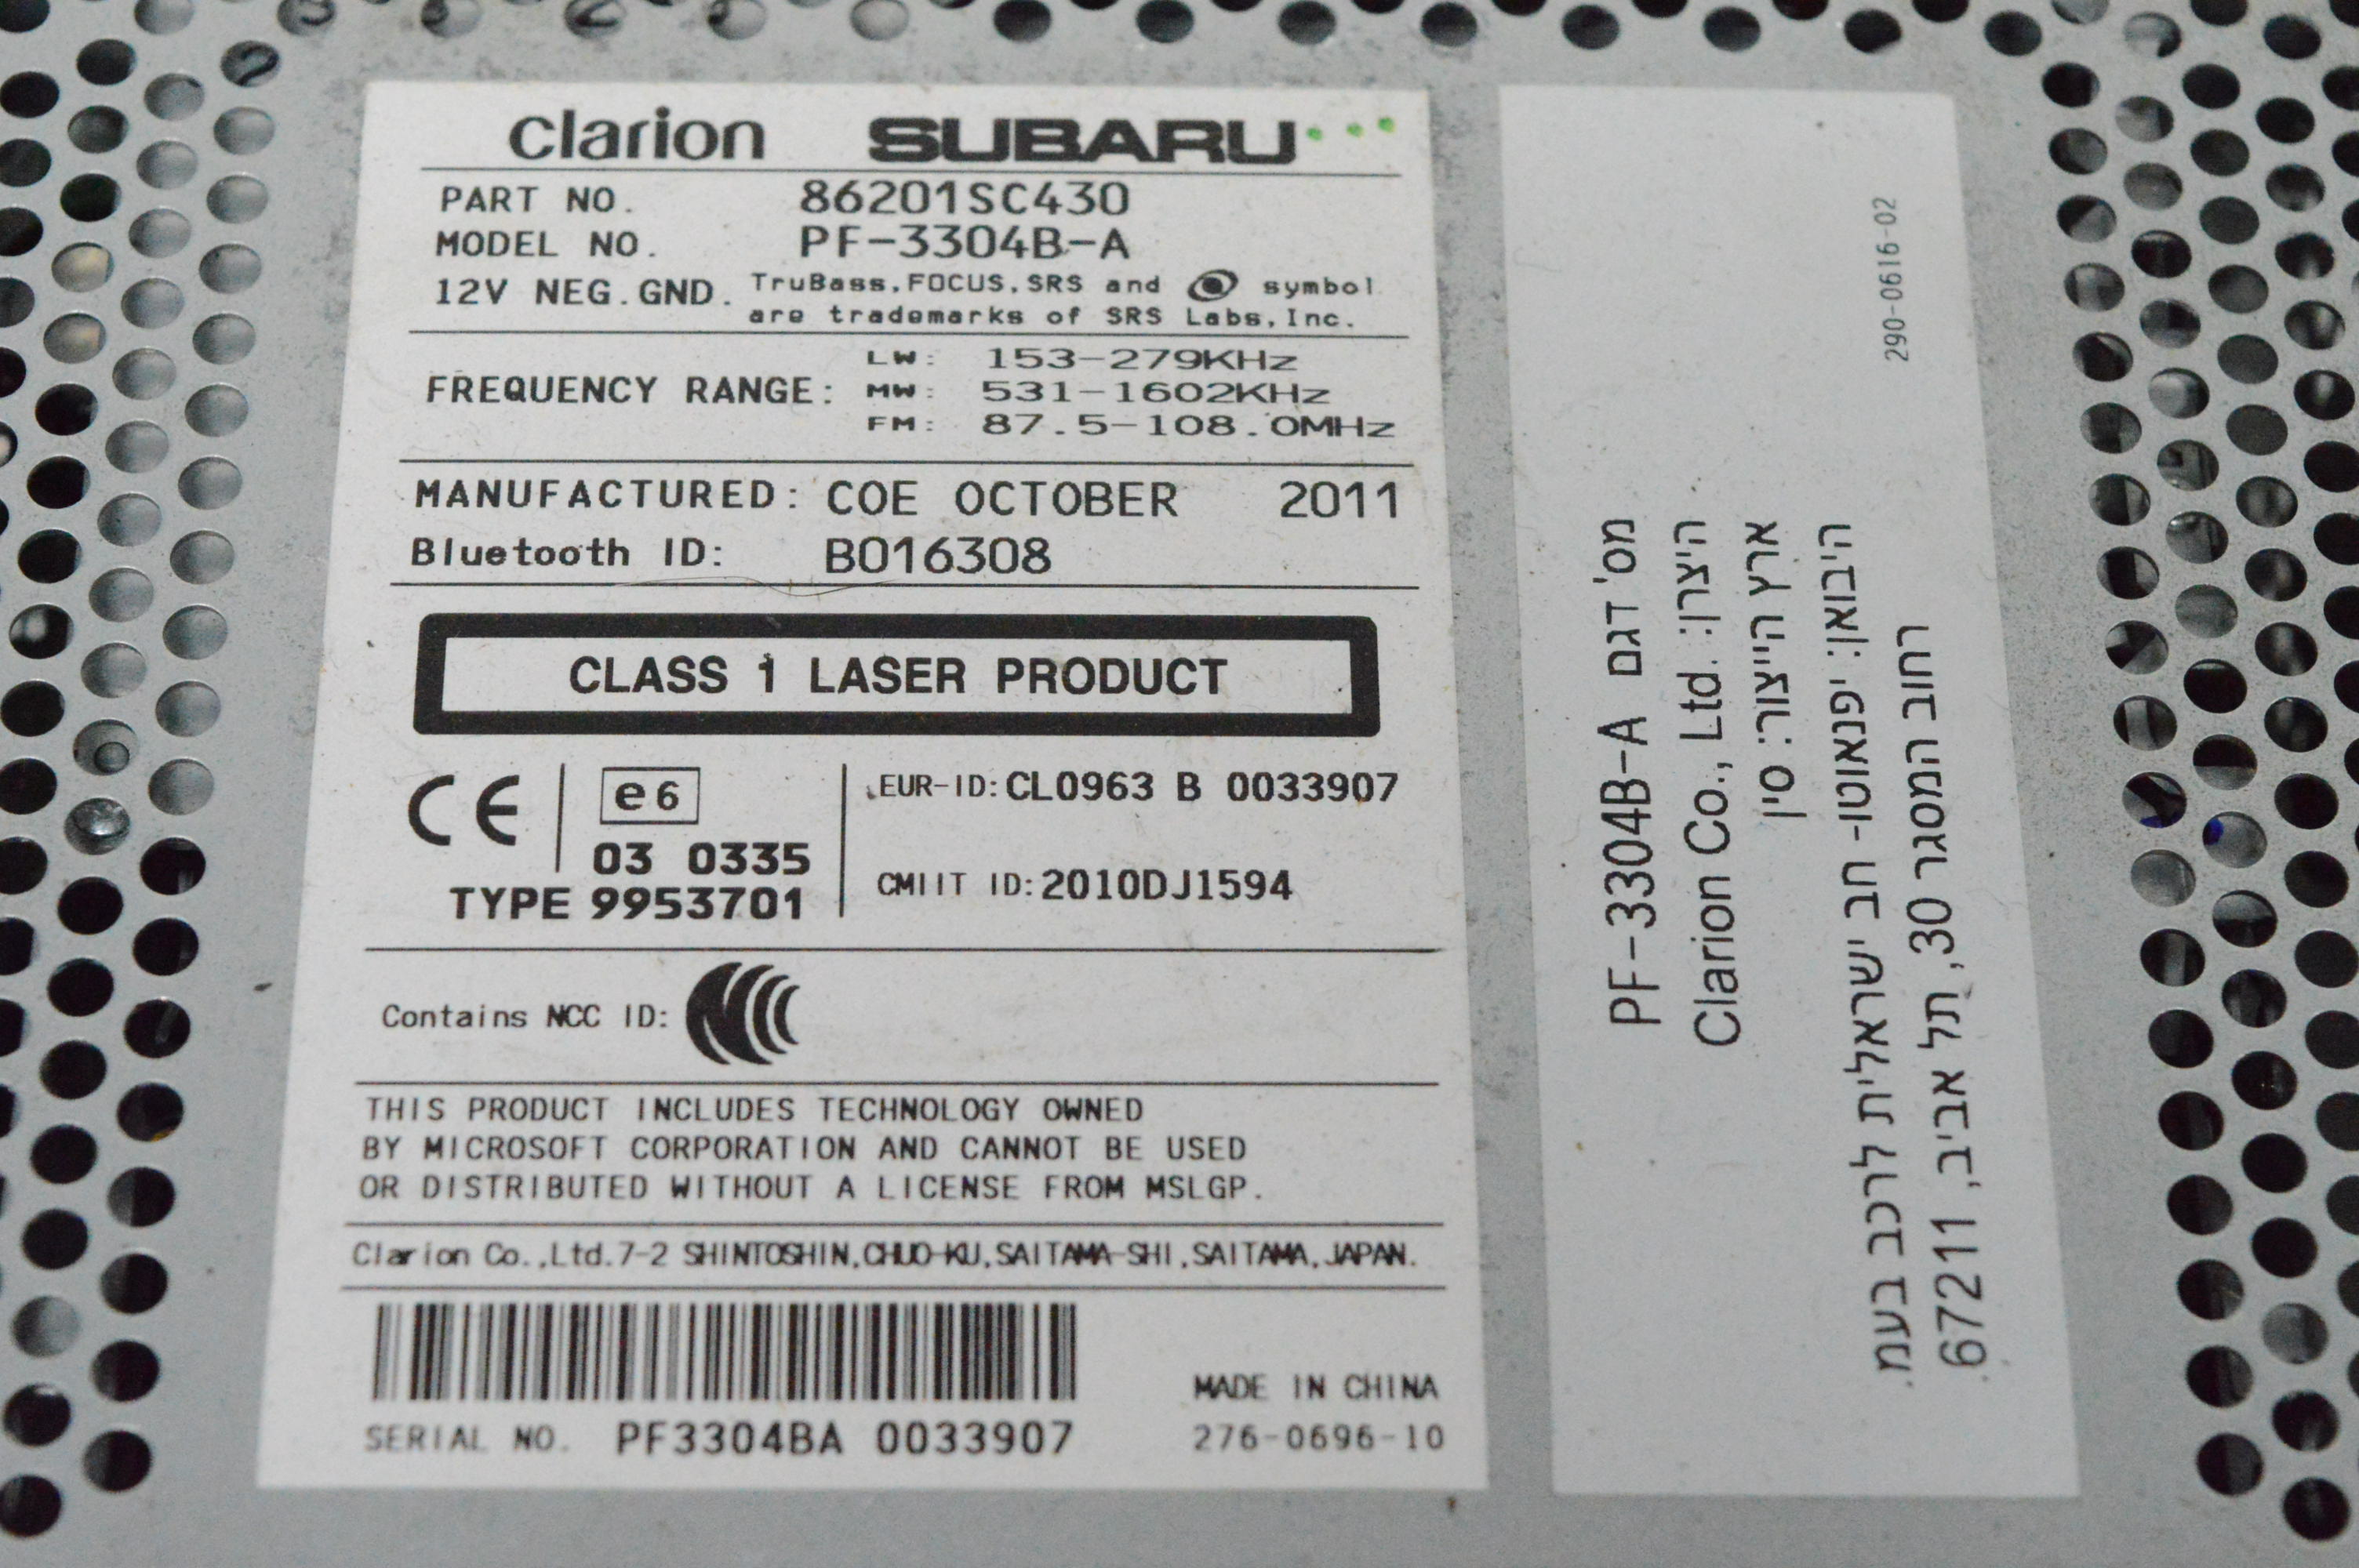 clarion SUBARU
PART NO. 86201SC430
MODEL NO. PF-3304B-A
12V NEG.GND. TruBass,FOCUS,SRS and symbol
are trademarks of SRS Labs,Inc.
FREQUENCY RANGE: LW: 153-279KHz
MW: 531-1602KHz
FM: 87.5-108.0MHz
MANUFACTURED: COE OCTOBER 2011
Bluetooth ID: B016308
CLASS 1 LASER PRODUCT
CE e6 EUR-ID:CL0963 B 0033907
03 0335
TYPE 9953701 CMIIT ID:2010DJ1594
Contains NCC ID:
THIS PRODUCT INCLUDES TECHNOLOGY OWNED
BY MICROSOFT CORPORATION AND CANNOT BE USED
OR DISTRIBUTED WITHOUT A LICENSE FROM MSLGP.
Clarion Co.,Ltd.7-2 SHINTOSHIN,CHUO-KU,SAITAMA-SHI,SAITAMA,JAPAN.
MADE IN CHINA
SERIAL NO. PF3304BA 0033907 276-0696-10
מס' דגם PF-3304B-A
היצרן: Clarion Co., Ltd.
ארץ הייצור: סין
היבואן: יפנאוטו- חב ישראלית לרכב בעמ.
רחוב המסגר 30, תל אביב, 67211.
290-0616-02